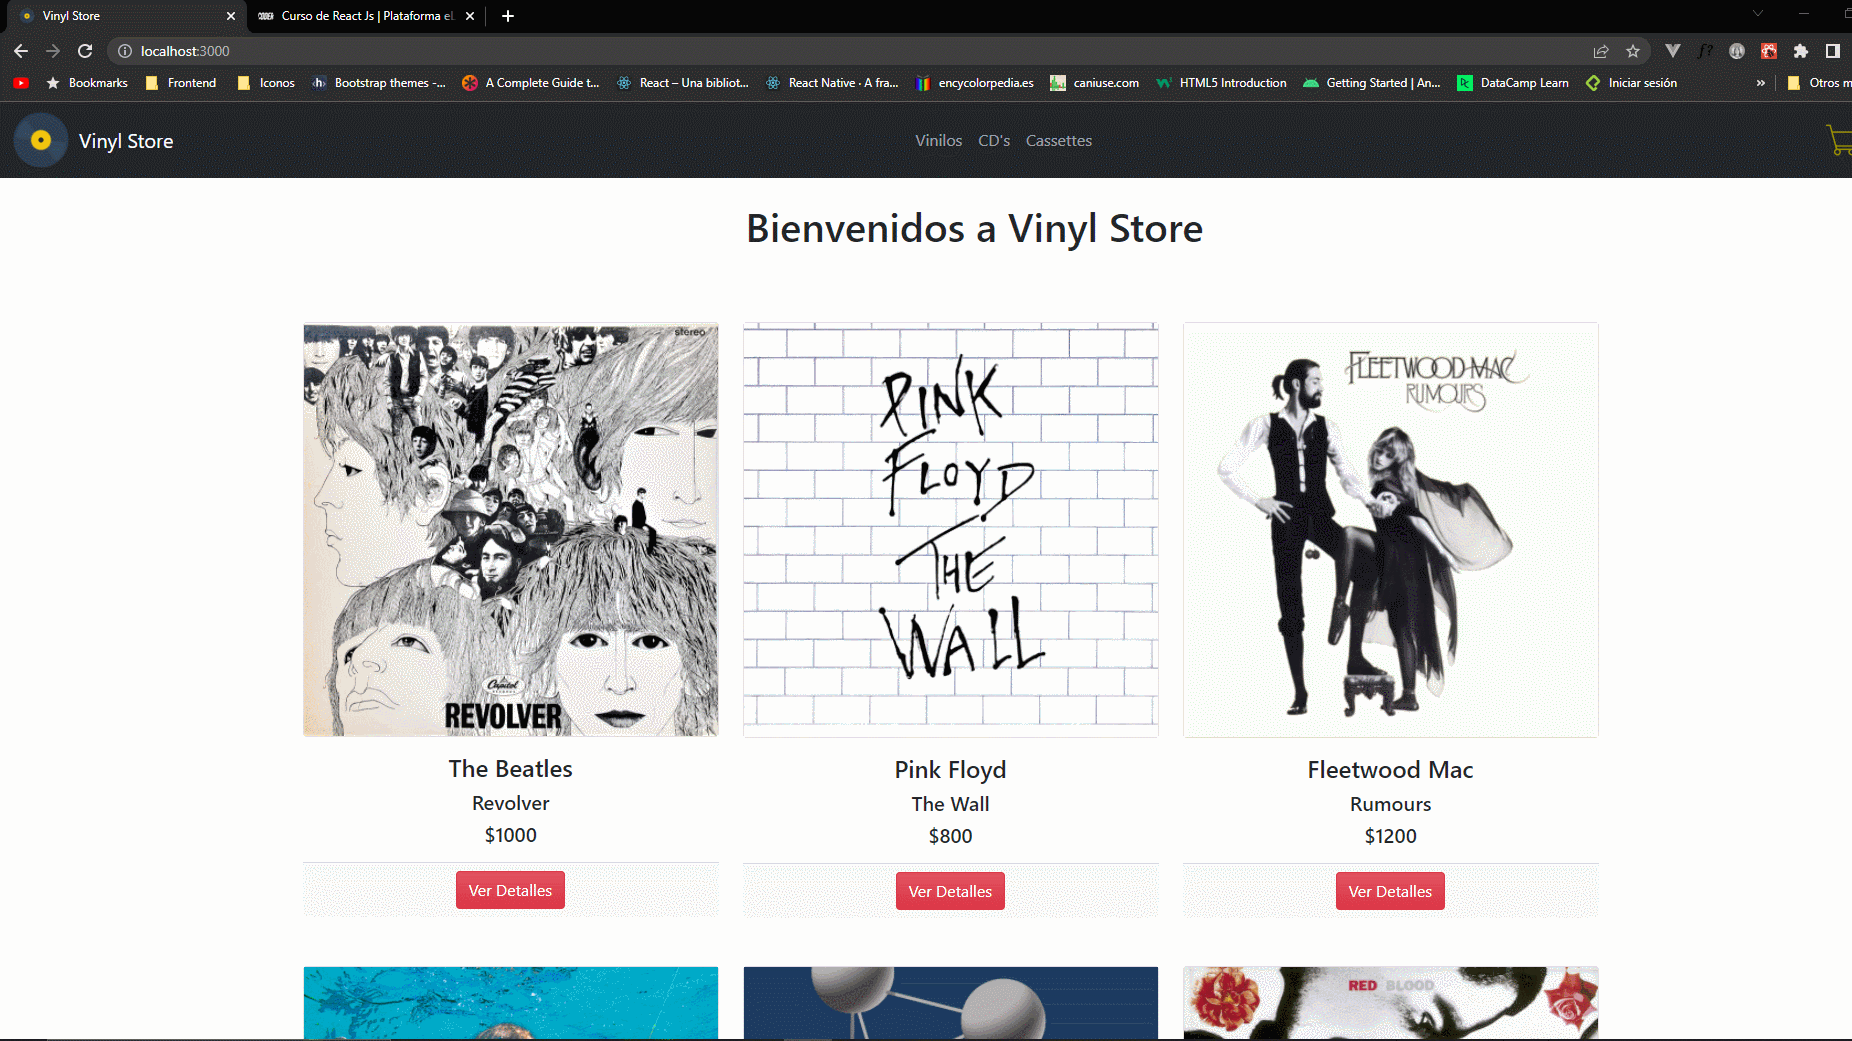 Vinyl Store
CODER Curso de React Js | Plataforma eL
localhost:3000
f?
Bookmarks Frontend Iconos .h, Bootstrap themes -... A Complete Guide t... React – Una bibliot... React Native · A fra... encycolorpedia.es caniuse.com HTML5 Introduction Getting Started | An... DataCamp Learn Iniciar sesión » Otros m
Vinyl Store Vinilos CD's Cassettes
Bienvenidos a Vinyl Store
stereo
Capitol
REVOLVER
PINK
FLOYD
THE
WALL
FLEETWOOD MAC
RUMOURS
The Beatles
Revolver
$1000
Ver Detalles
Pink Floyd
The Wall
$800
Ver Detalles
Fleetwood Mac
Rumours
$1200
Ver Detalles
RED BLOOD